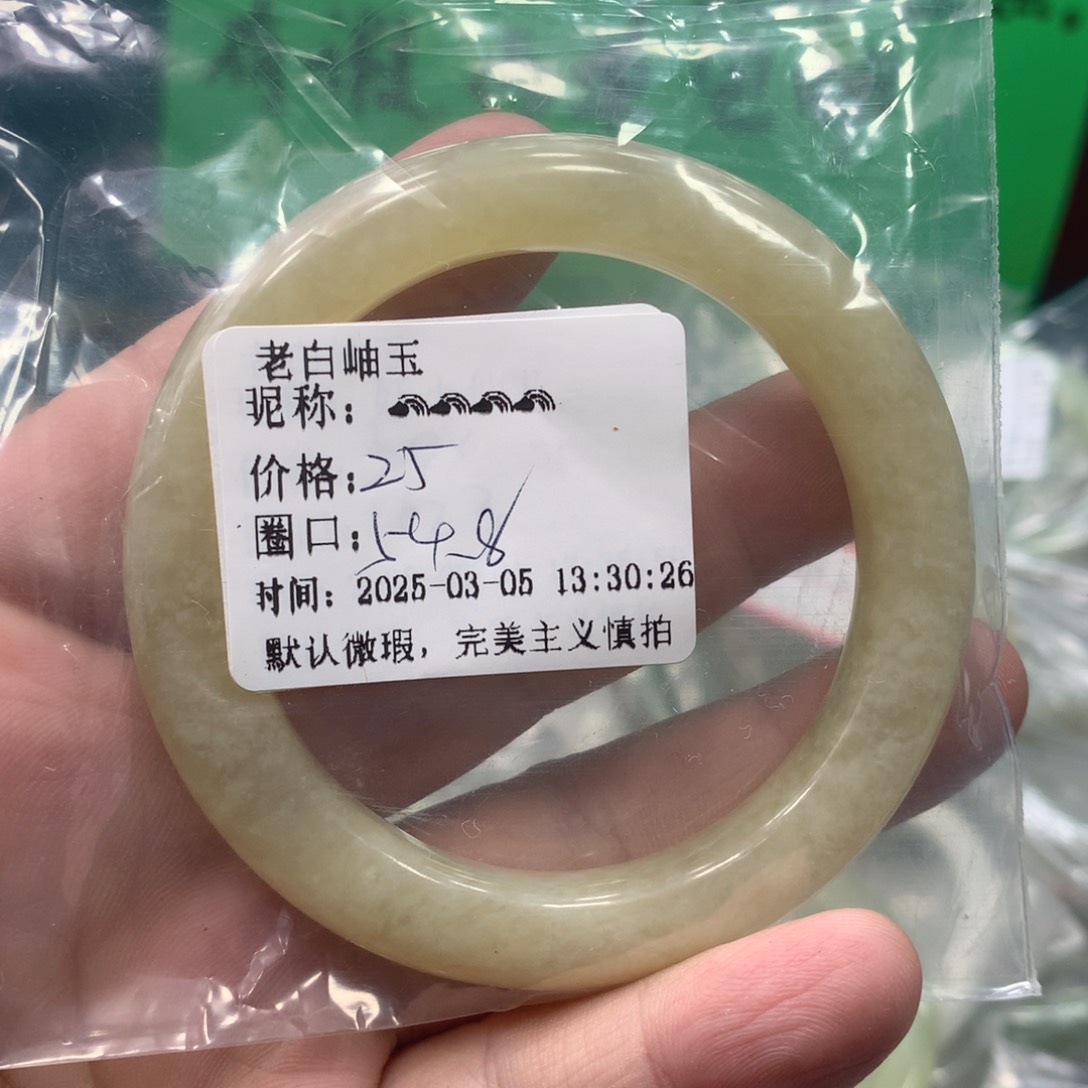 老白岫玉
昵称：
价格：25
圈口：54.8
时间：2025-03-05 13:30:26
默认微瑕，完美主义慎拍